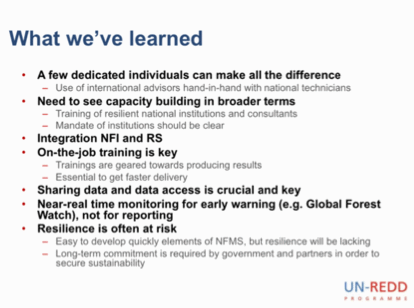 What we've learned
• A few dedicated individuals can make all the difference
– Use of international advisors hand-in-hand with national technicians
• Need to see capacity building in broader terms
– Training of resilient national institutions and consultants
– Mandate of institutions should be clear
• Integration NFI and RS
• On-the-job training is key
– Trainings are geared towards producing results
– Essential to get faster delivery
• Sharing data and data access is crucial and key
• Near-real time monitoring for early warning (e.g. Global Forest
Watch), not for reporting
• Resilience is often at risk
– Easy to develop quickly elements of NFMS, but resilience will be lacking
– Long-term commitment is required by government and partners in order to
secure sustainability
UN-REDD
PROGRAMME